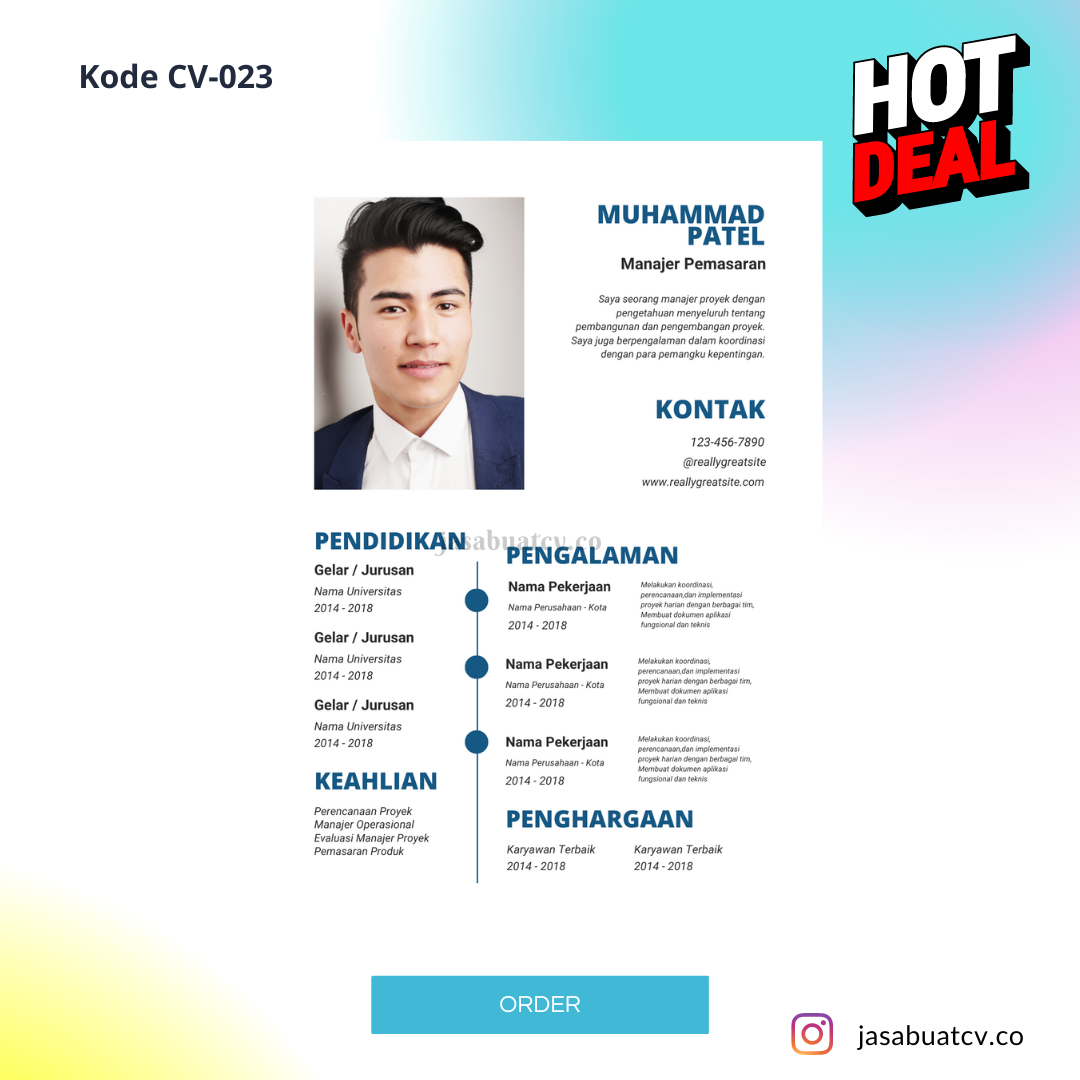 Kode CV-023
HOT
DEAL
MUHAMMAD
PATEL
Manajer Pemasaran
Saya seorang manajer proyek dengan
pengetahuan menyeluruh tentang
pembangunan dan pengembangan proyek.
Saya juga berpengalaman dalam koordinasi
dengan para pemangku kepentingan.
KONTAK
123-456-7890
@reallygreatsite
www.reallygreatsite.com
jasabuatcv.co
PENDIDIKAN
Gelar / Jurusan
Nama Universitas
2014 - 2018
Gelar / Jurusan
Nama Universitas
2014 - 2018
Gelar / Jurusan
Nama Universitas
2014 - 2018
KEAHLIAN
Perencanaan Proyek
Manajer Operasional
Evaluasi Manajer Proyek
Pemasaran Produk
PENGALAMAN
Nama Pekerjaan
Nama Perusahaan - Kota
2014 - 2018
Melakukan koordinasi,
perencanaan,dan implementasi
proyek harian dengan berbagai tim,
Membuat dokumen aplikasi
fungsional dan teknis
Nama Pekerjaan
Nama Perusahaan - Kota
2014 - 2018
Melakukan koordinasi,
perencanaan,dan implementasi
proyek harian dengan berbagai tim,
Membuat dokumen aplikasi
fungsional dan teknis
Nama Pekerjaan
Nama Perusahaan - Kota
2014 - 2018
Melakukan koordinasi,
perencanaan,dan implementasi
proyek harian dengan berbagai tim,
Membuat dokumen aplikasi
fungsional dan teknis
PENGHARGAAN
Karyawan Terbaik
2014 - 2018
Karyawan Terbaik
2014 - 2018
ORDER
jasabuatcv.co